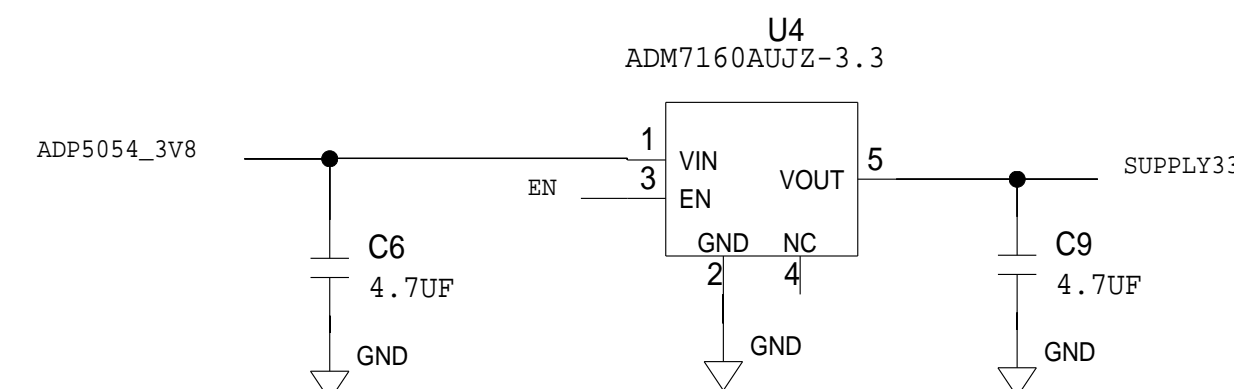 U4
ADM7160AUJZ-3.3
ADP5054_3V8
1
VIN
5
SUPPLY33
EN
3
EN
VOUT
GND
NC
2
4
C6
4.7UF
C9
4.7UF
GND
GND
GND